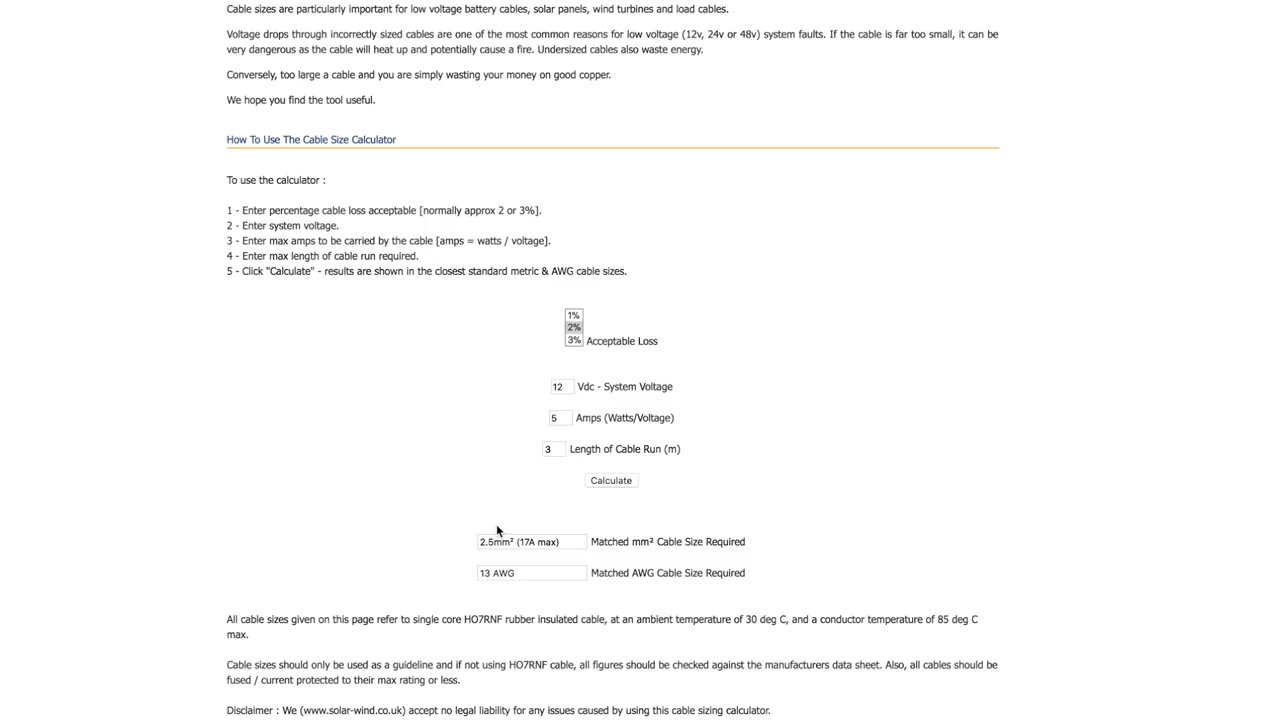 Cable sizes are particularly important for low voltage battery cables, solar panels, wind turbines and load cables.
Voltage drops through incorrectly sized cables are one of the most common reasons for low voltage (12v, 24v or 48v) system faults. If the cable is far too small, it can be
very dangerous as the cable will heat up and potentially cause a fire. Undersized cables also waste energy.
Conversely, too large a cable and you are simply wasting your money on good copper.
We hope you find the tool useful.
How To Use The Cable Size Calculator
To use the calculator :
1 - Enter percentage cable loss acceptable [normally approx 2 or 3%].
2 - Enter system voltage.
3 - Enter max amps to be carried by the cable [amps = watts / voltage].
4 - Enter max length of cable run required.
5 - Click "Calculate" - results are shown in the closest standard metric & AWG cable sizes.
1%
2%
3% Acceptable Loss
12 Vdc - System Voltage
5 Amps (Watts/Voltage)
3 Length of Cable Run (m)
Calculate
2.5mm² (17A max) Matched mm² Cable Size Required
13 AWG Matched AWG Cable Size Required
All cable sizes given on this page refer to single core HO7RNF rubber insulated cable, at an ambient temperature of 30 deg C, and a conductor temperature of 85 deg C
max.
Cable sizes should only be used as a guideline and if not using HO7RNF cable, all figures should be checked against the manufacturers data sheet. Also, all cables should be
fused / current protected to their max rating or less.
Disclaimer : We (www.solar-wind.co.uk) accept no legal liability for any issues caused by using this cable sizing calculator.